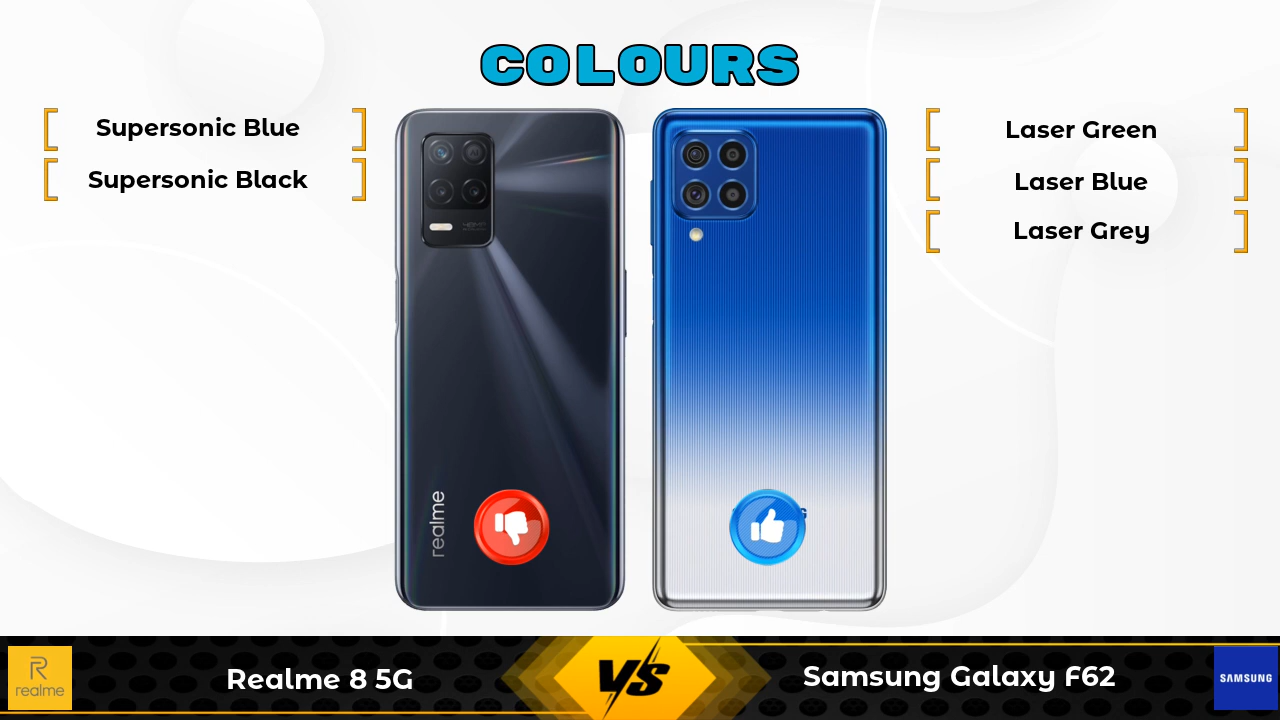 COLOURS
Supersonic Blue
Supersonic Black
Laser Green
Laser Blue
Laser Grey
realme
VS
realme
Realme 8 5G
Samsung Galaxy F62
SAMSUNG